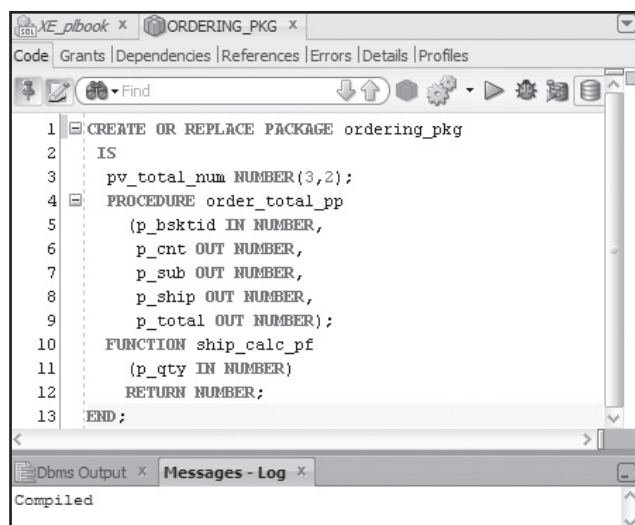 XE_plbook x ORDERING_PKG x
Code Grants |Dependencies |References |Errors |Details |Profiles
Find
1 CREATE OR REPLACE PACKAGE ordering_pkg
2 IS
3 pv_total_num NUMBER(3,2);
4 PROCEDURE order_total_pp
5 (p_bsktid IN NUMBER,
6 p_cnt OUT NUMBER,
7 p_sub OUT NUMBER,
8 p_ship OUT NUMBER,
9 p_total OUT NUMBER);
10 FUNCTION ship_calc_pf
11 (p_qty IN NUMBER)
12 RETURN NUMBER;
13 END;
Dbms Output x Messages - Log x
Compiled